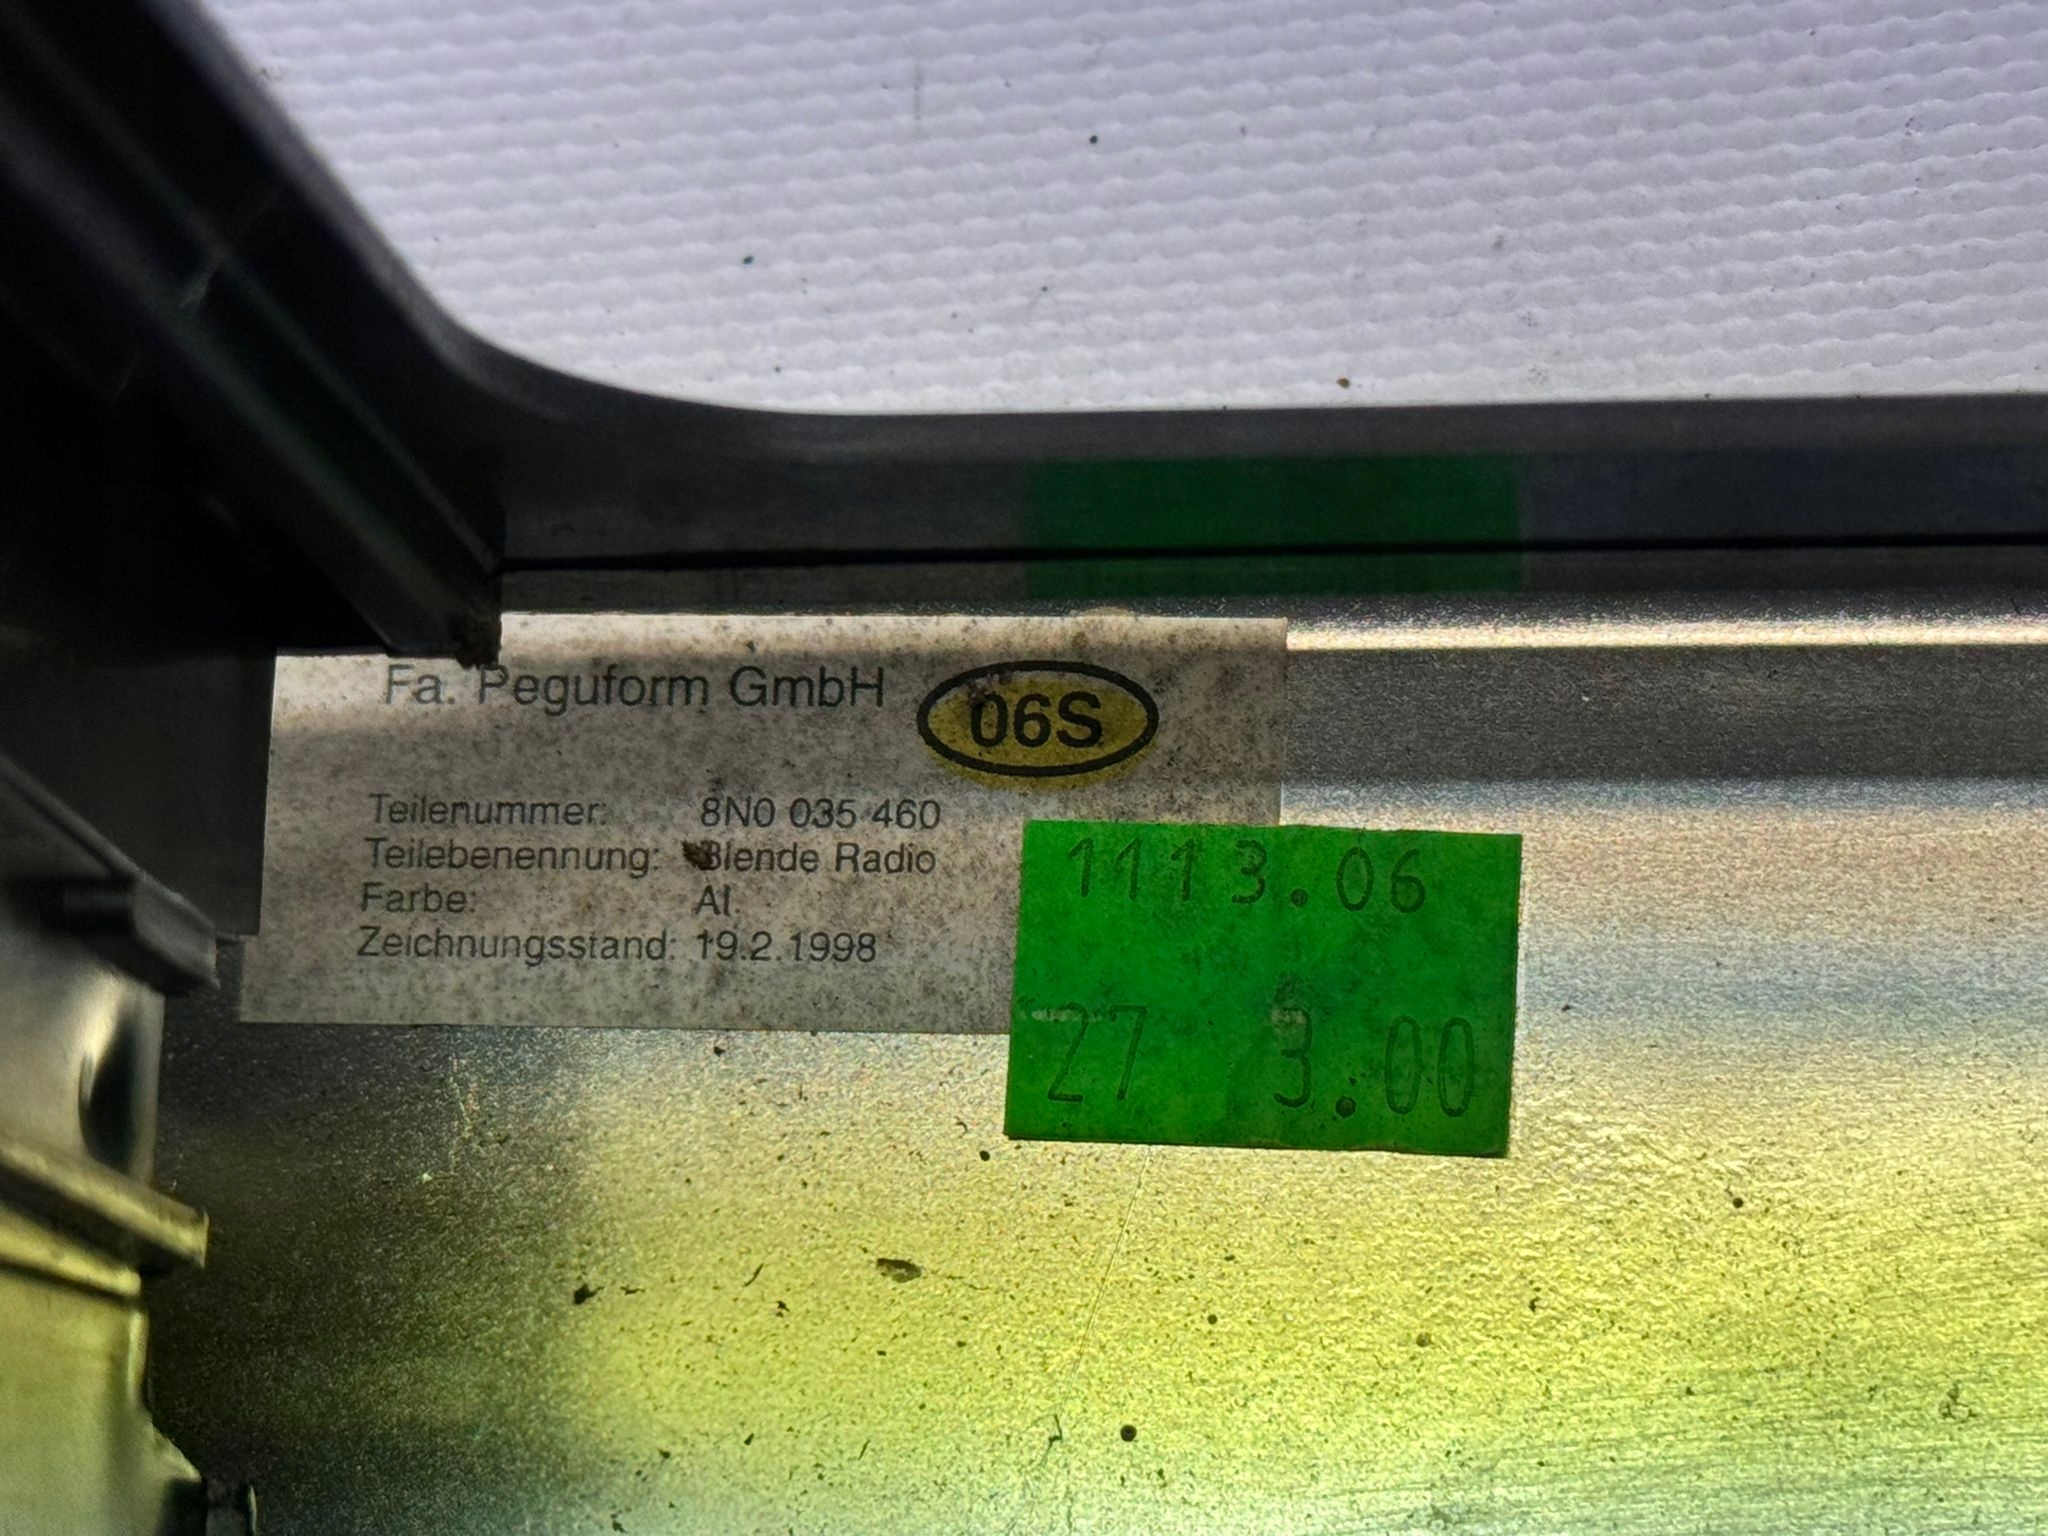 Fa. Peguform GmbH
06S
Teilenummer: 8N0 035 460
Teilebenennung: Blende Radio
Farbe: Al
Zeichnungsstand: 19.2.1998
1113.06
27 3.00